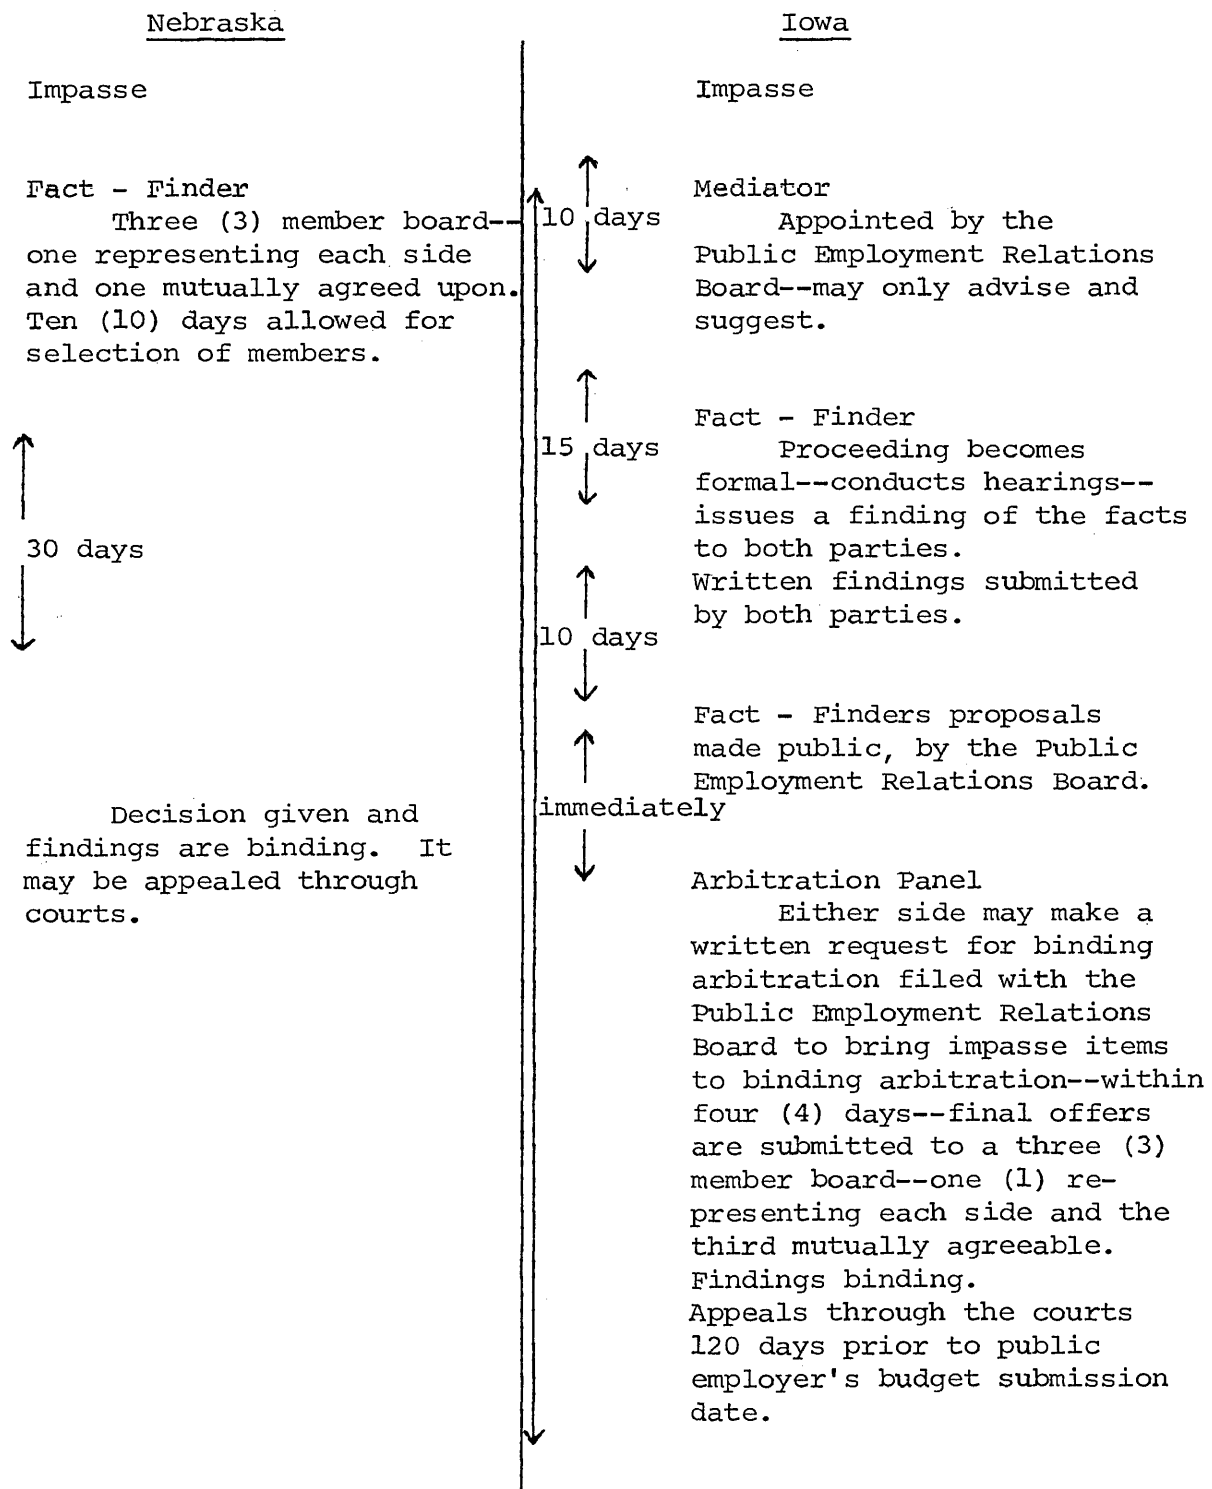 Nebraska
Impasse
Fact - Finder
Three (3) member board--
one representing each side
and one mutually agreed upon.
Ten (10) days allowed for
selection of members.
30 days
Decision given and
findings are binding. It
may be appealed through
courts.
10 days
15 days
10 days
immediately
Iowa
Impasse
Mediator
Appointed by the
Public Employment Relations
Board--may only advise and
suggest.
Fact - Finder
Proceeding becomes
formal--conducts hearings--
issues a finding of the facts
to both parties.
Written findings submitted
by both parties.
Fact - Finders proposals
made public, by the Public
Employment Relations Board.
Arbitration Panel
Either side may make a
written request for binding
arbitration filed with the
Public Employment Relations
Board to bring impasse items
to binding arbitration--within
four (4) days--final offers
are submitted to a three (3)
member board--one (1) re-
presenting each side and the
third mutually agreeable.
Findings binding.
Appeals through the courts
120 days prior to public
employer's budget submission
date.